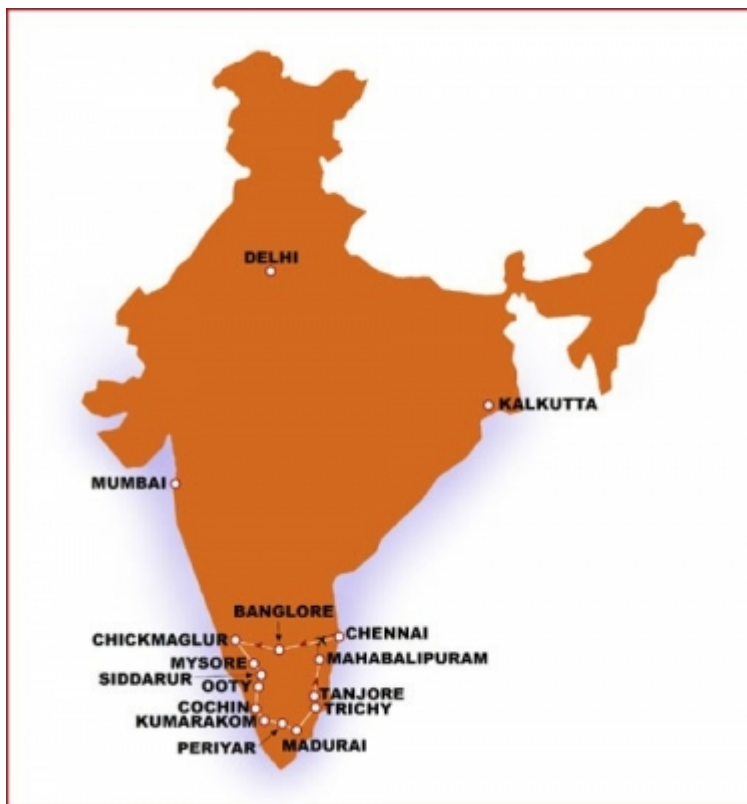 DELHI
KALKUTTA
MUMBAI
BANGLORE
CHENNAI
CHICKMAGLUR
MAHABALIPURAM
MYSORE
SIDDARUR
OOTY
TANJORE
COCHIN
TRICHY
KUMARAKOM
MADURAI
PERIYAR